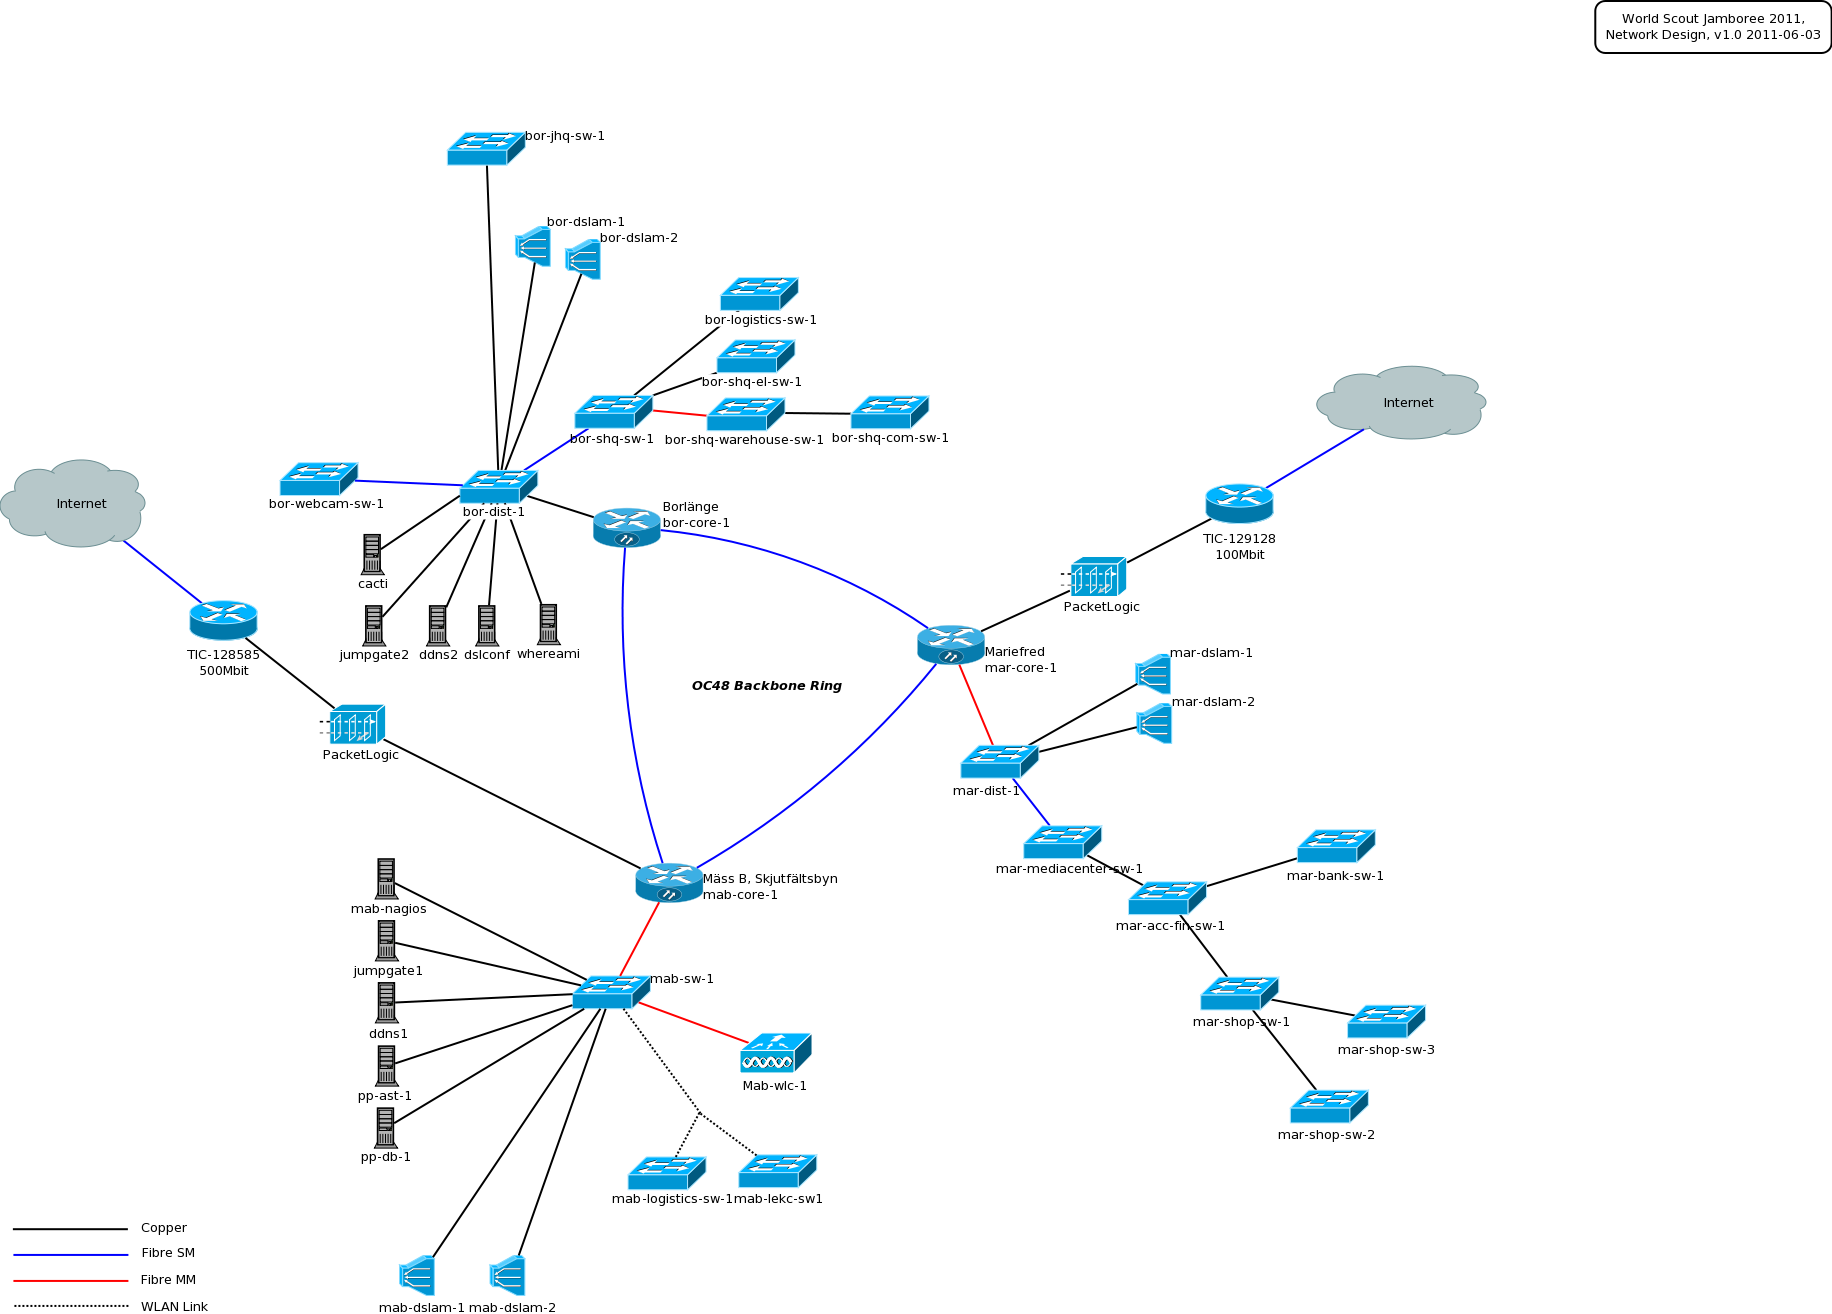 World Scout Jamboree 2011,
Network Design, v1.0 2011-06-03
bor-jhq-sw-1
bor-dslam-1
bor-dslam-2
bor-logistics-sw-1
bor-shq-el-sw-1
bor-shq-sw-1
bor-shq-warehouse-sw-1
bor-shq-com-sw-1
Internet
Internet
bor-webcam-sw-1
bor-dist-1
Borlänge
bor-core-1
TIC-129128
100Mbit
cacti
PacketLogic
jumpgate2
ddns2
dslconf
whereami
TIC-128585
500Mbit
Mariefred
mar-core-1
mar-dslam-1
OC48 Backbone Ring
mar-dslam-2
PacketLogic
mar-dist-1
mar-mediacenter-sw-1
mar-bank-sw-1
Mäss B, Skjutfältsbyn
mab-core-1
mab-nagios
mar-acc-fin-sw-1
jumpgate1
mab-sw-1
ddns1
mar-shop-sw-1
mar-shop-sw-3
Mab-wlc-1
pp-ast-1
mar-shop-sw-2
pp-db-1
mab-logistics-sw-1
mab-lekc-sw1
Copper
Fibre SM
Fibre MM
WLAN Link
mab-dslam-1
mab-dslam-2